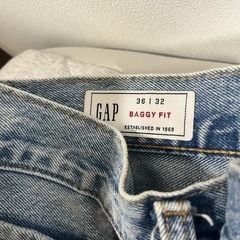 36 | 32
GAP
BAGGY FIT
ESTABLISHED IN 1969